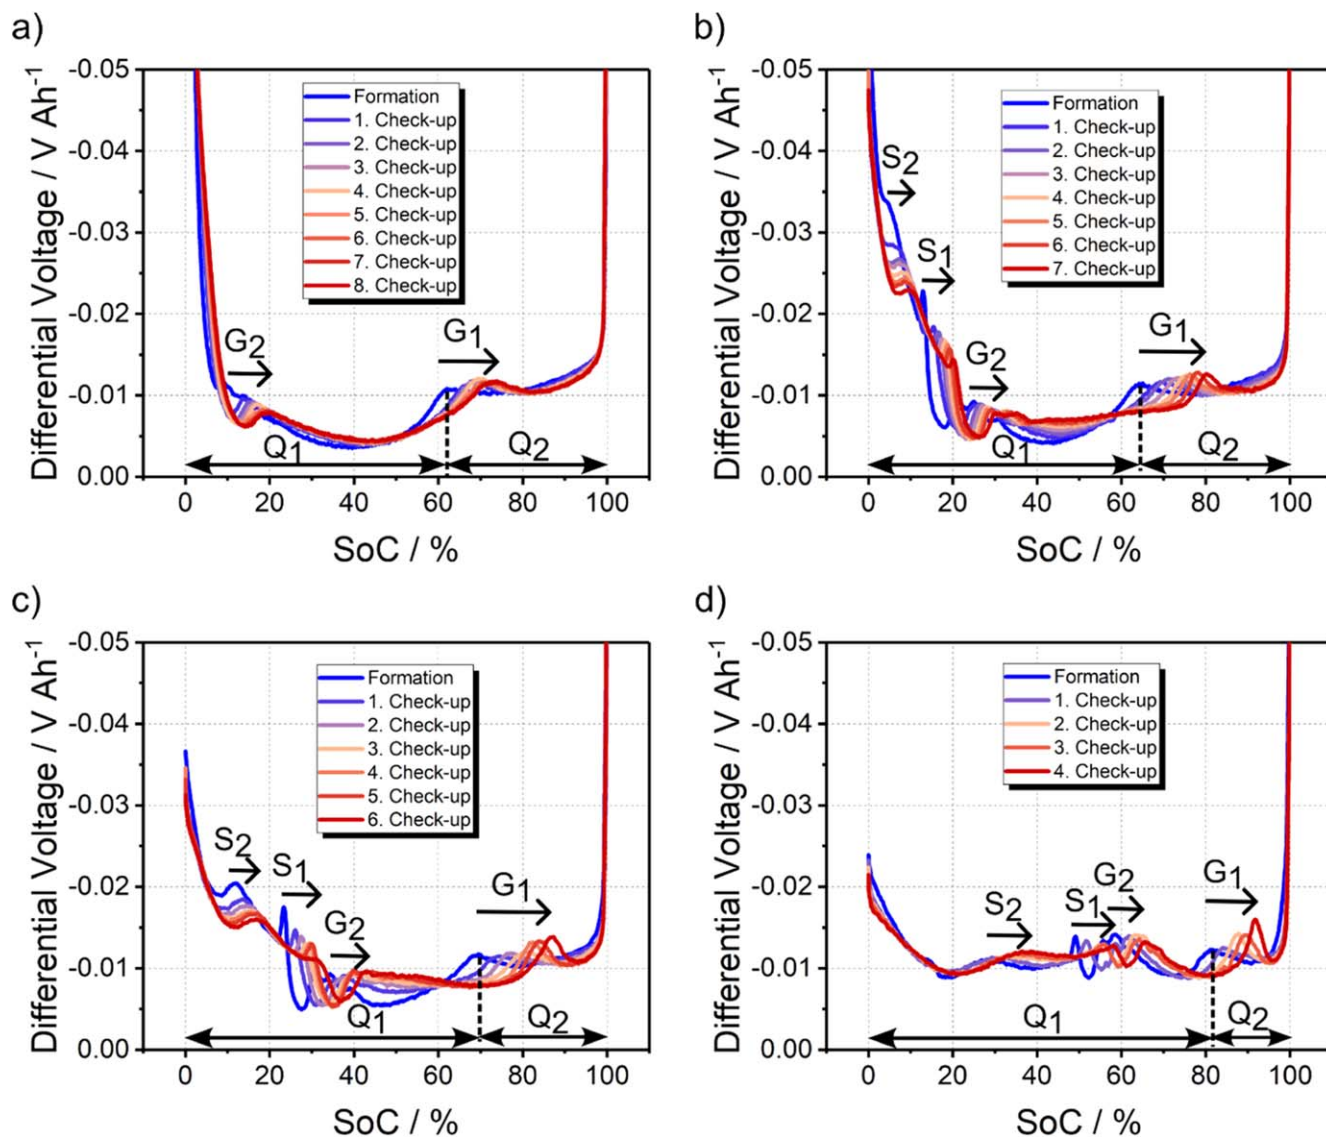 a)
Differential Voltage / V Ah-1
-0.05
-0.04
-0.03
-0.02
-0.01
0.00
Formation
1. Check-up
2. Check-up
3. Check-up
4. Check-up
5. Check-up
6. Check-up
7. Check-up
8. Check-up
G2
G1
Q1
Q2
0 20 40 60 80 100
SoC / %
b)
Differential Voltage / V Ah-1
-0.05
-0.04
-0.03
-0.02
-0.01
0.00
Formation
1. Check-up
2. Check-up
3. Check-up
4. Check-up
5. Check-up
6. Check-up
7. Check-up
S2
S1
G2
G1
Q1
Q2
0 20 40 60 80 100
SoC / %
c)
Differential Voltage / V Ah-1
-0.05
-0.04
-0.03
-0.02
-0.01
0.00
Formation
1. Check-up
2. Check-up
3. Check-up
4. Check-up
5. Check-up
6. Check-up
S2
S1
G2
G1
Q1
Q2
0 20 40 60 80 100
SoC / %
d)
Differential Voltage / V Ah-1
-0.05
-0.04
-0.03
-0.02
-0.01
0.00
Formation
1. Check-up
2. Check-up
3. Check-up
4. Check-up
S2
S1
G2
G1
Q1
Q2
0 20 40 60 80 100
SoC / %